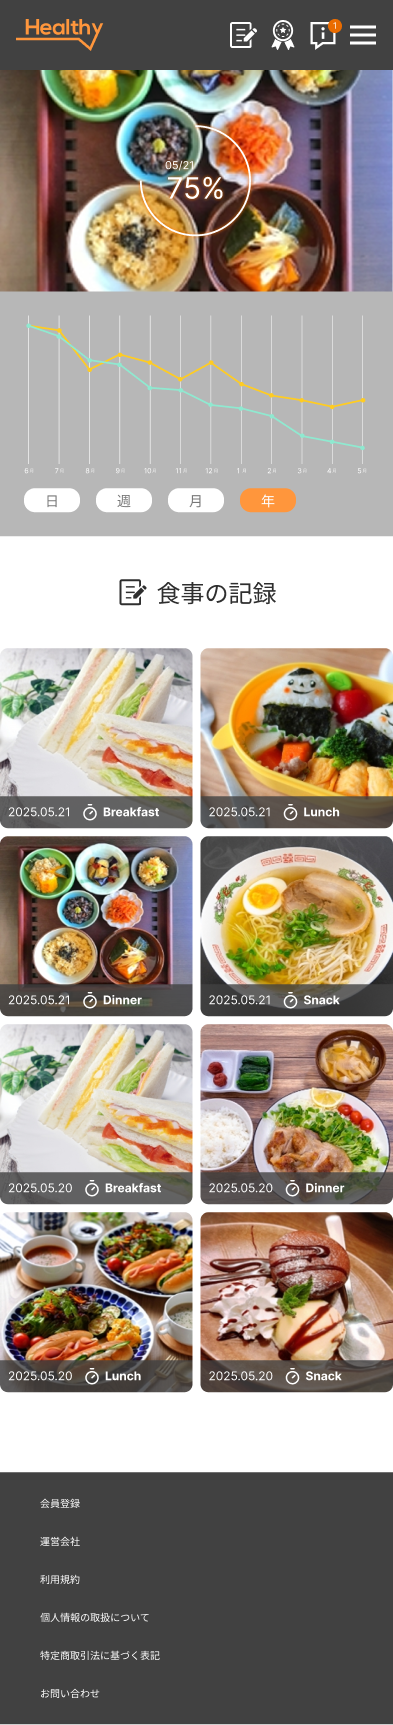 Healthy
1
05/21
75%
6月 7月 8月 9月 10月 11月 12月 1月 2月 3月 4月 5月
日 週 月 年
食事の記録
2025.05.21 Breakfast
2025.05.21 Lunch
2025.05.21 Dinner
2025.05.21 Snack
2025.05.20 Breakfast
2025.05.20 Dinner
2025.05.20 Lunch
2025.05.20 Snack
会員登録
運営会社
利用規約
個人情報の取扱について
特定商取引法に基づく表記
お問い合わせ